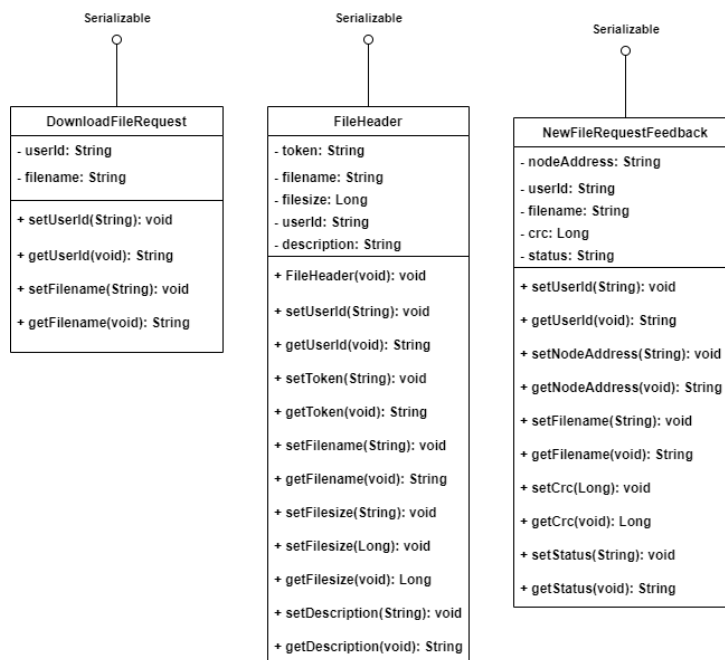 Serializable
DownloadFileRequest
- userId: String
- filename: String
+ setUserId(String): void
+ getUserId(void): String
+ setFilename(String): void
+ getFilename(void): String
Serializable
FileHeader
- token: String
- filename: String
- filesize: Long
- userId: String
- description: String
+ FileHeader(void): void
+ setUserId(String): void
+ getUserId(void): String
+ setToken(String): void
+ getToken(void): String
+ setFilename(String): void
+ getFilename(void): String
+ setFilesize(String): void
+ setFilesize(Long): void
+ getFilesize(void): Long
+ setDescription(String): void
+ getDescription(void): String
Serializable
NewFileRequestFeedback
- nodeAddress: String
- userId: String
- filename: String
- crc: Long
- status: String
+ setUserId(String): void
+ getUserId(void): String
+ setNodeAddress(String): void
+ getNodeAddress(void): String
+ setFilename(String): void
+ getFilename(void): String
+ setCrc(Long): void
+ getCrc(void): Long
+ setStatus(String): void
+ getStatus(void): String